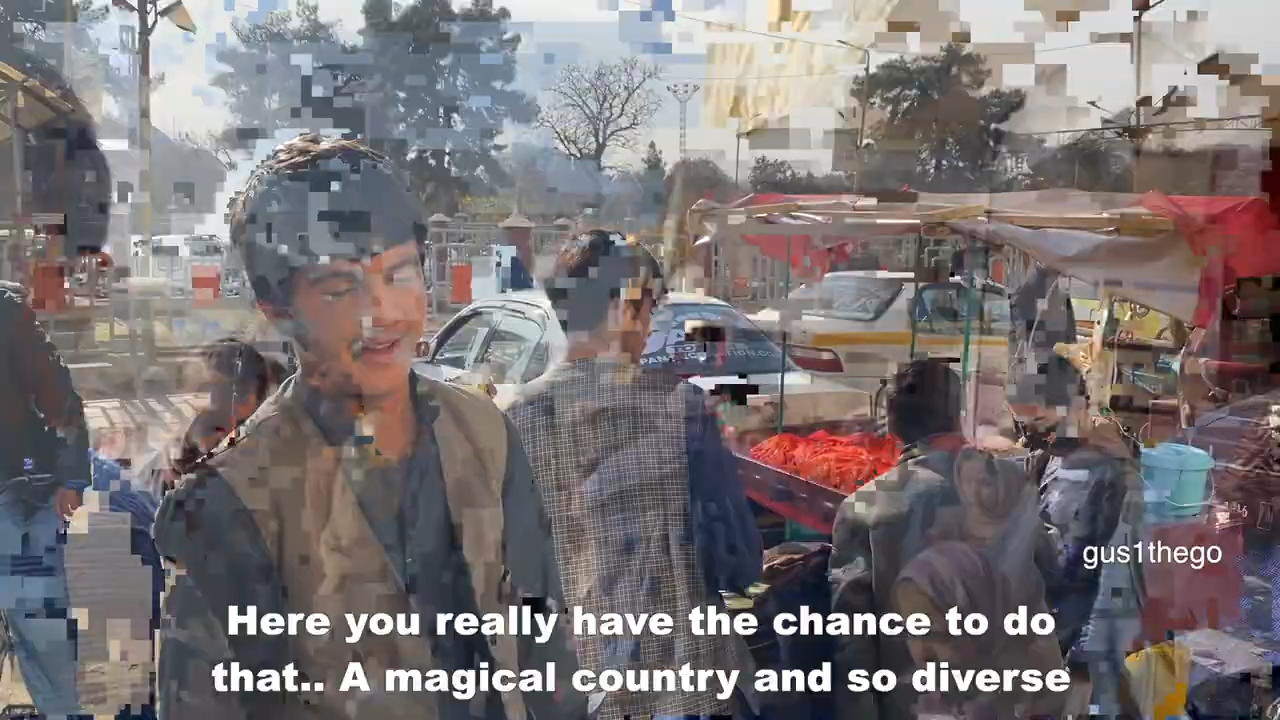 gus1thego
Here you really have the chance to do
that.. A magical country and so diverse